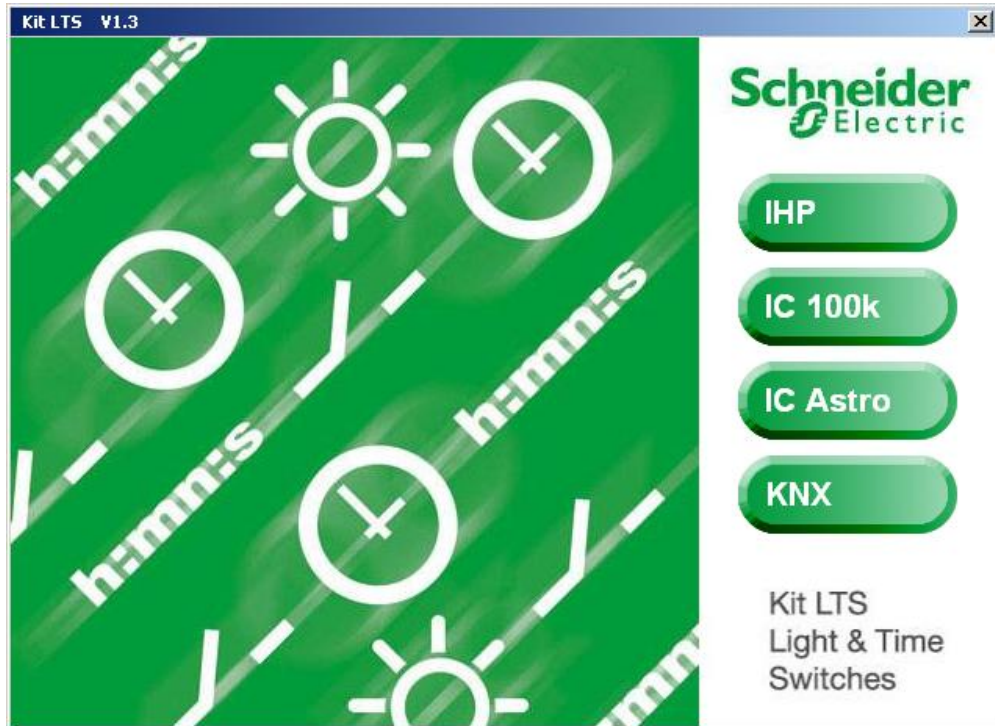 Kit LTS V1.3
h:mn:s
h:mn:s
h:mn:s
h:mn
Schneider
Electric
IHP
IC 100k
IC Astro
KNX
Kit LTS
Light & Time
Switches